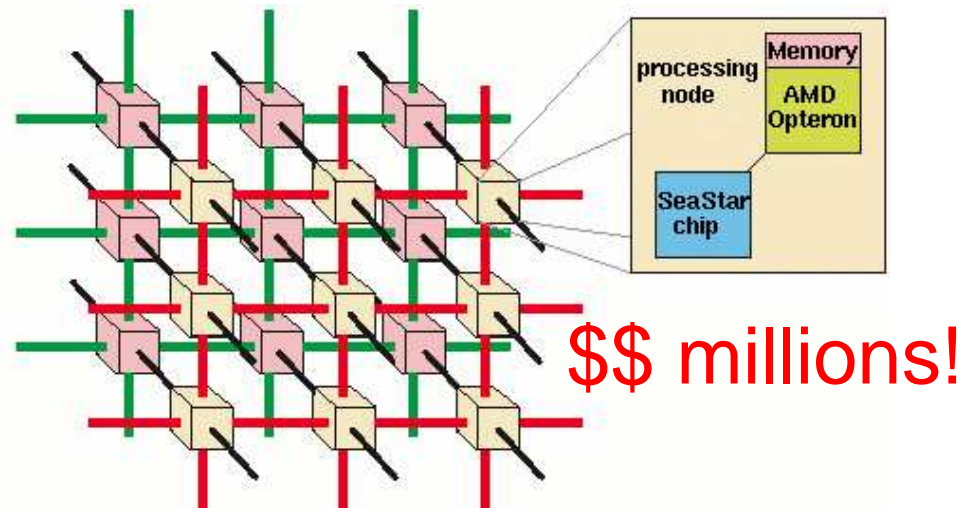 processing
node
Memory
AMD
Opteron
SeaStar
chip
$$ millions!